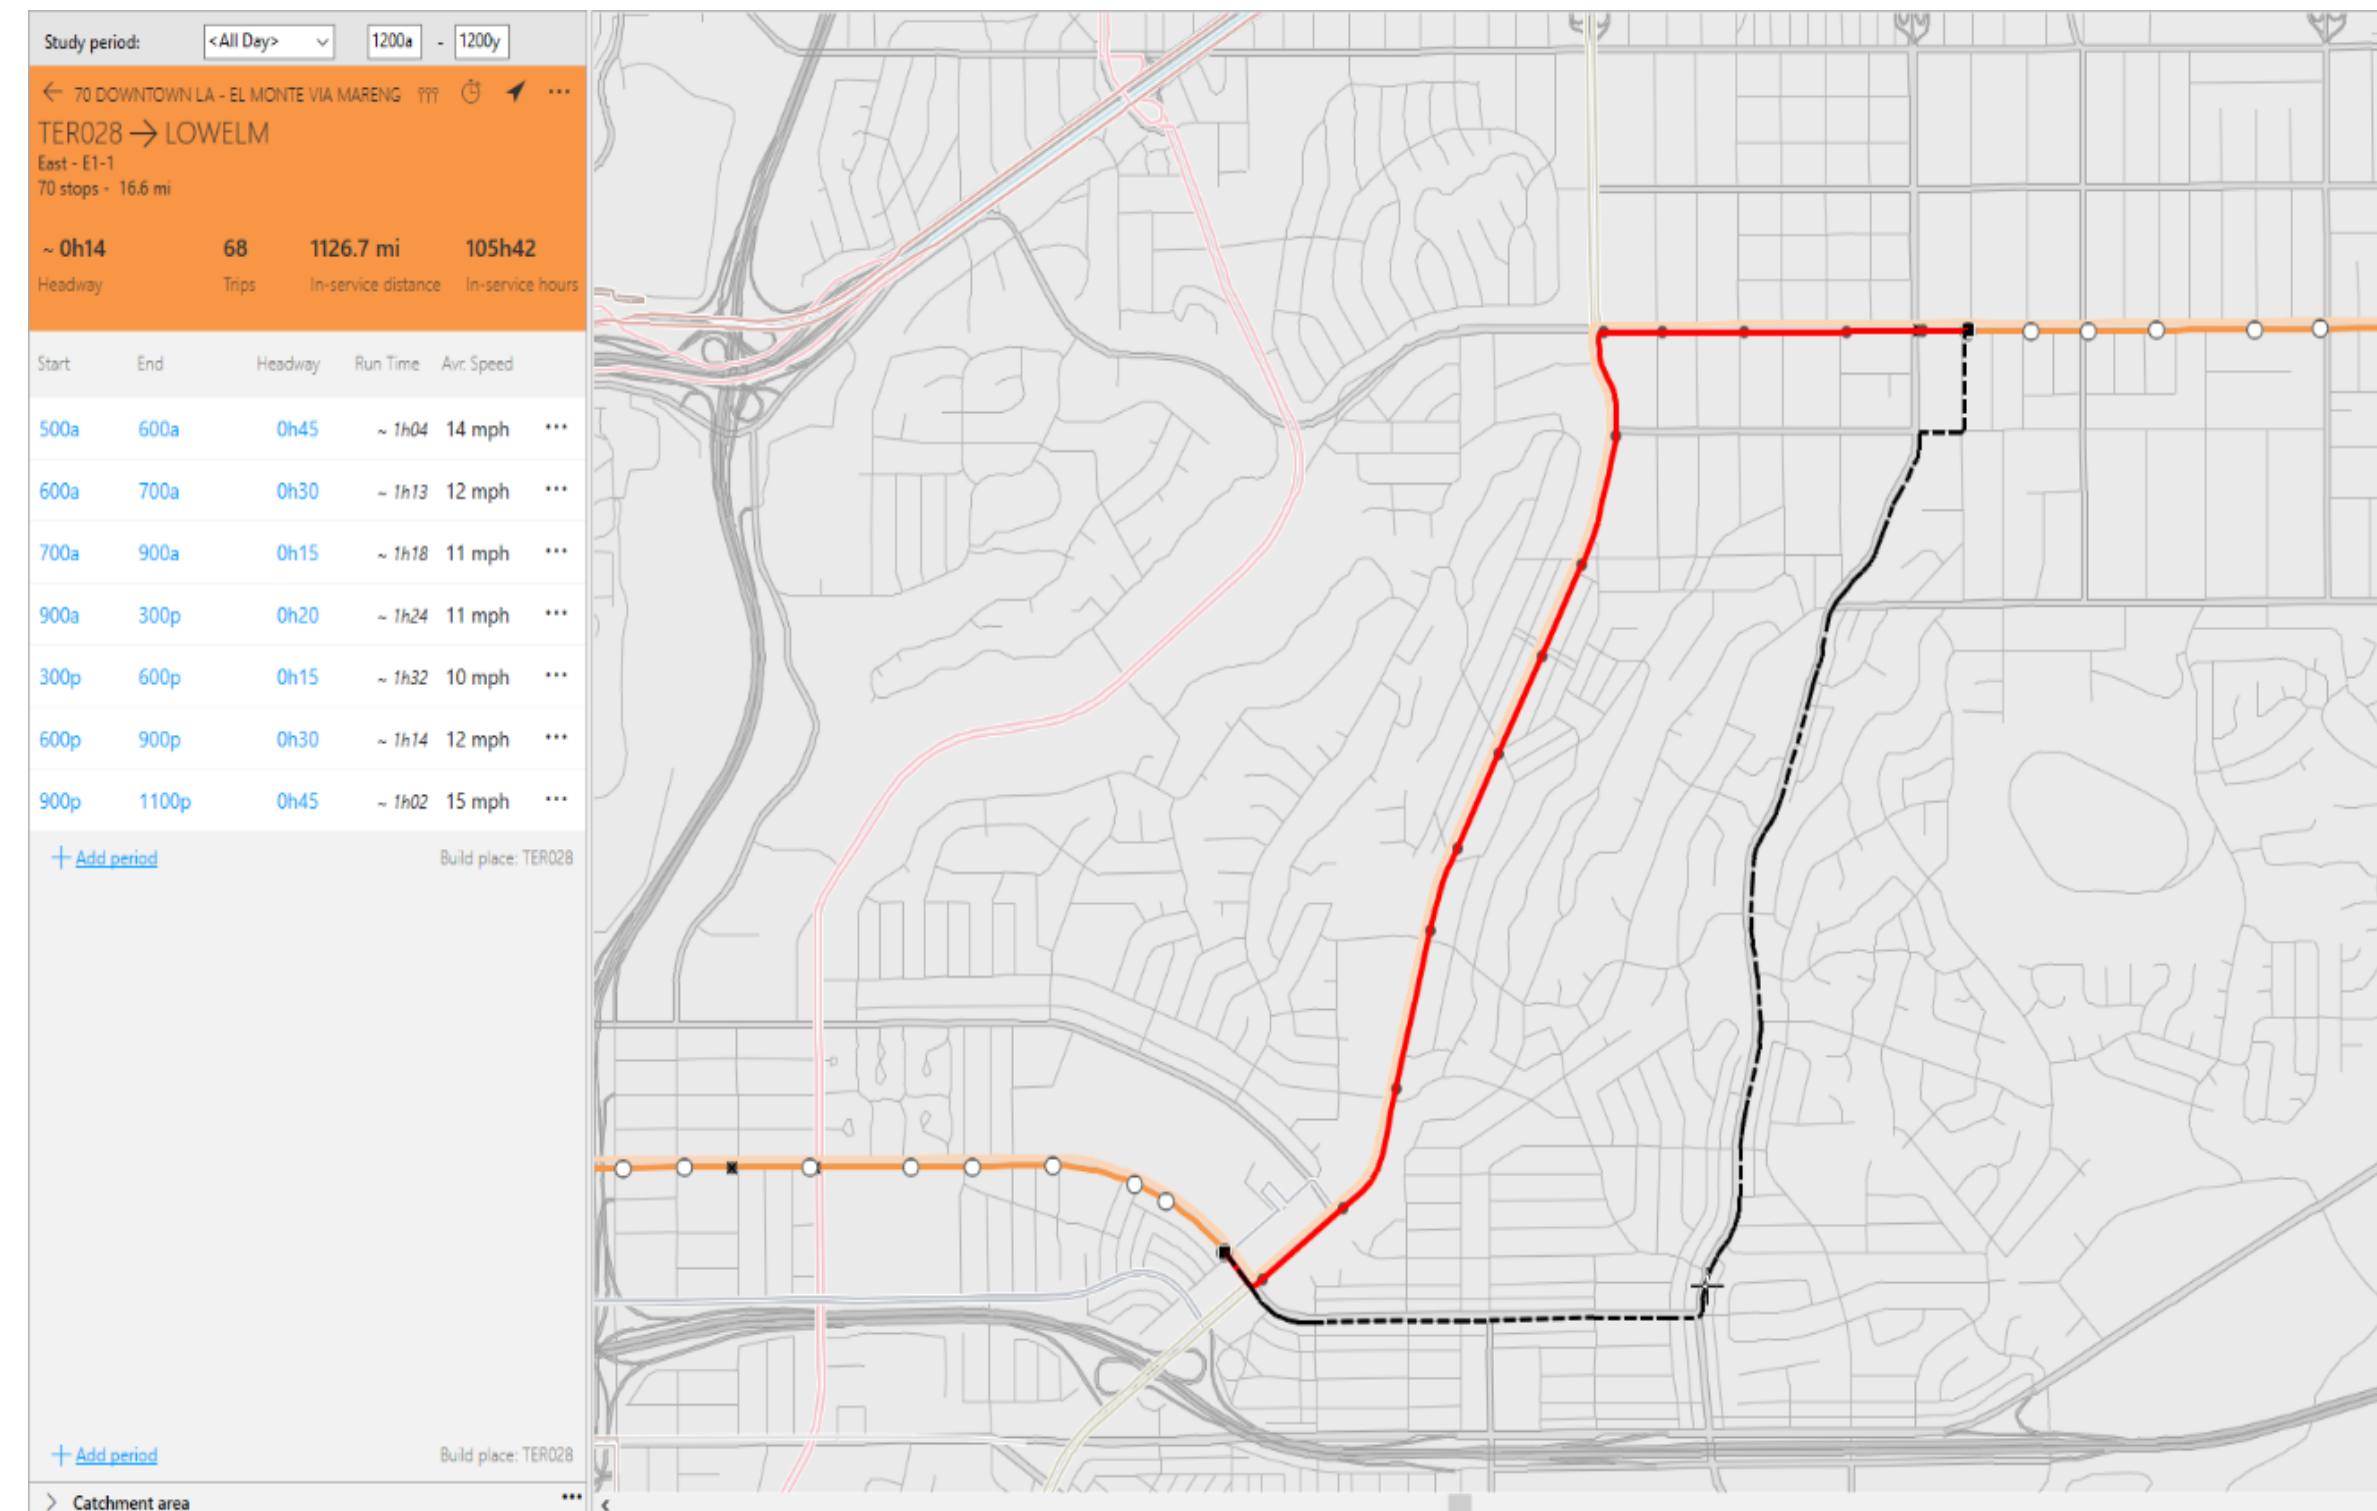 Study period: <All Day> 1200a - 1200y
70 DOWNTOWN LA - EL MONTE VIA MARENG ...
TER028 → LOWELM
East - E1-1
70 stops - 16.6 mi
~ 0h14 68 1126.7 mi 105h42
Headway Trips In-service distance In-service hours
Start End Headway Run Time Avr. Speed
500a 600a 0h45 ~ 1h04 14 mph ...
600a 700a 0h30 ~ 1h13 12 mph ...
700a 900a 0h15 ~ 1h18 11 mph ...
900a 300p 0h20 ~ 1h24 11 mph ...
300p 600p 0h15 ~ 1h32 10 mph ...
600p 900p 0h30 ~ 1h14 12 mph ...
900p 1100p 0h45 ~ 1h02 15 mph ...
+ Add period Build place: TER028
+ Add period Build place: TER028
> Catchment area ...